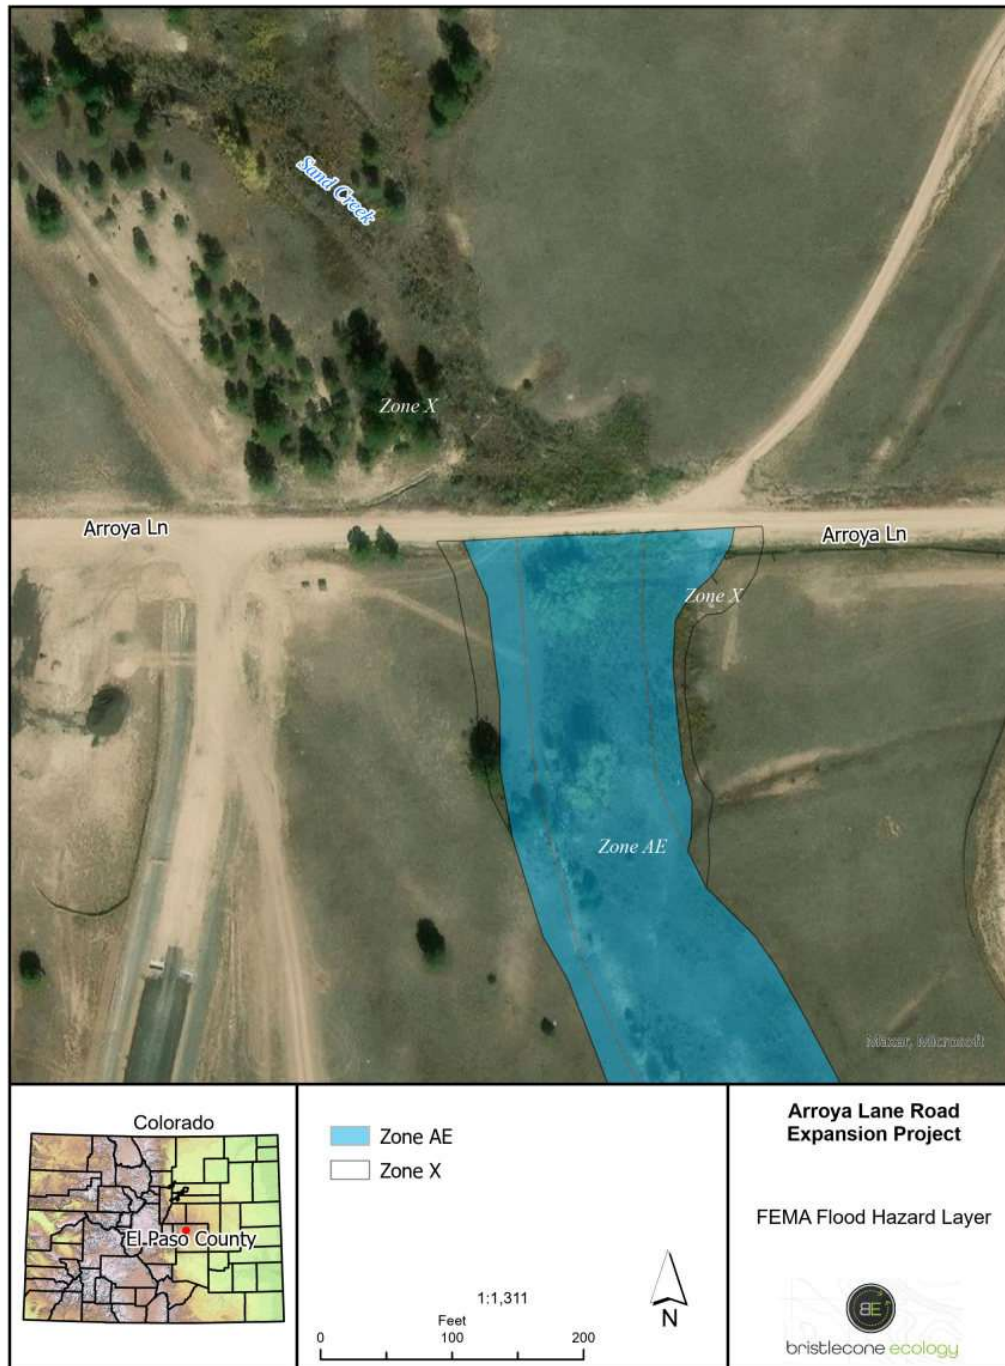 Sand Creek
Zone X
Arroya Ln
Arroya Ln
Zone X
Zone AE
Maxar, Microsoft
Colorado
El Paso County
Zone AE
Zone X
1:1,311
Feet
0 100 200
N
Arroya Lane Road
Expansion Project
FEMA Flood Hazard Layer
BE
bristlecone ecology